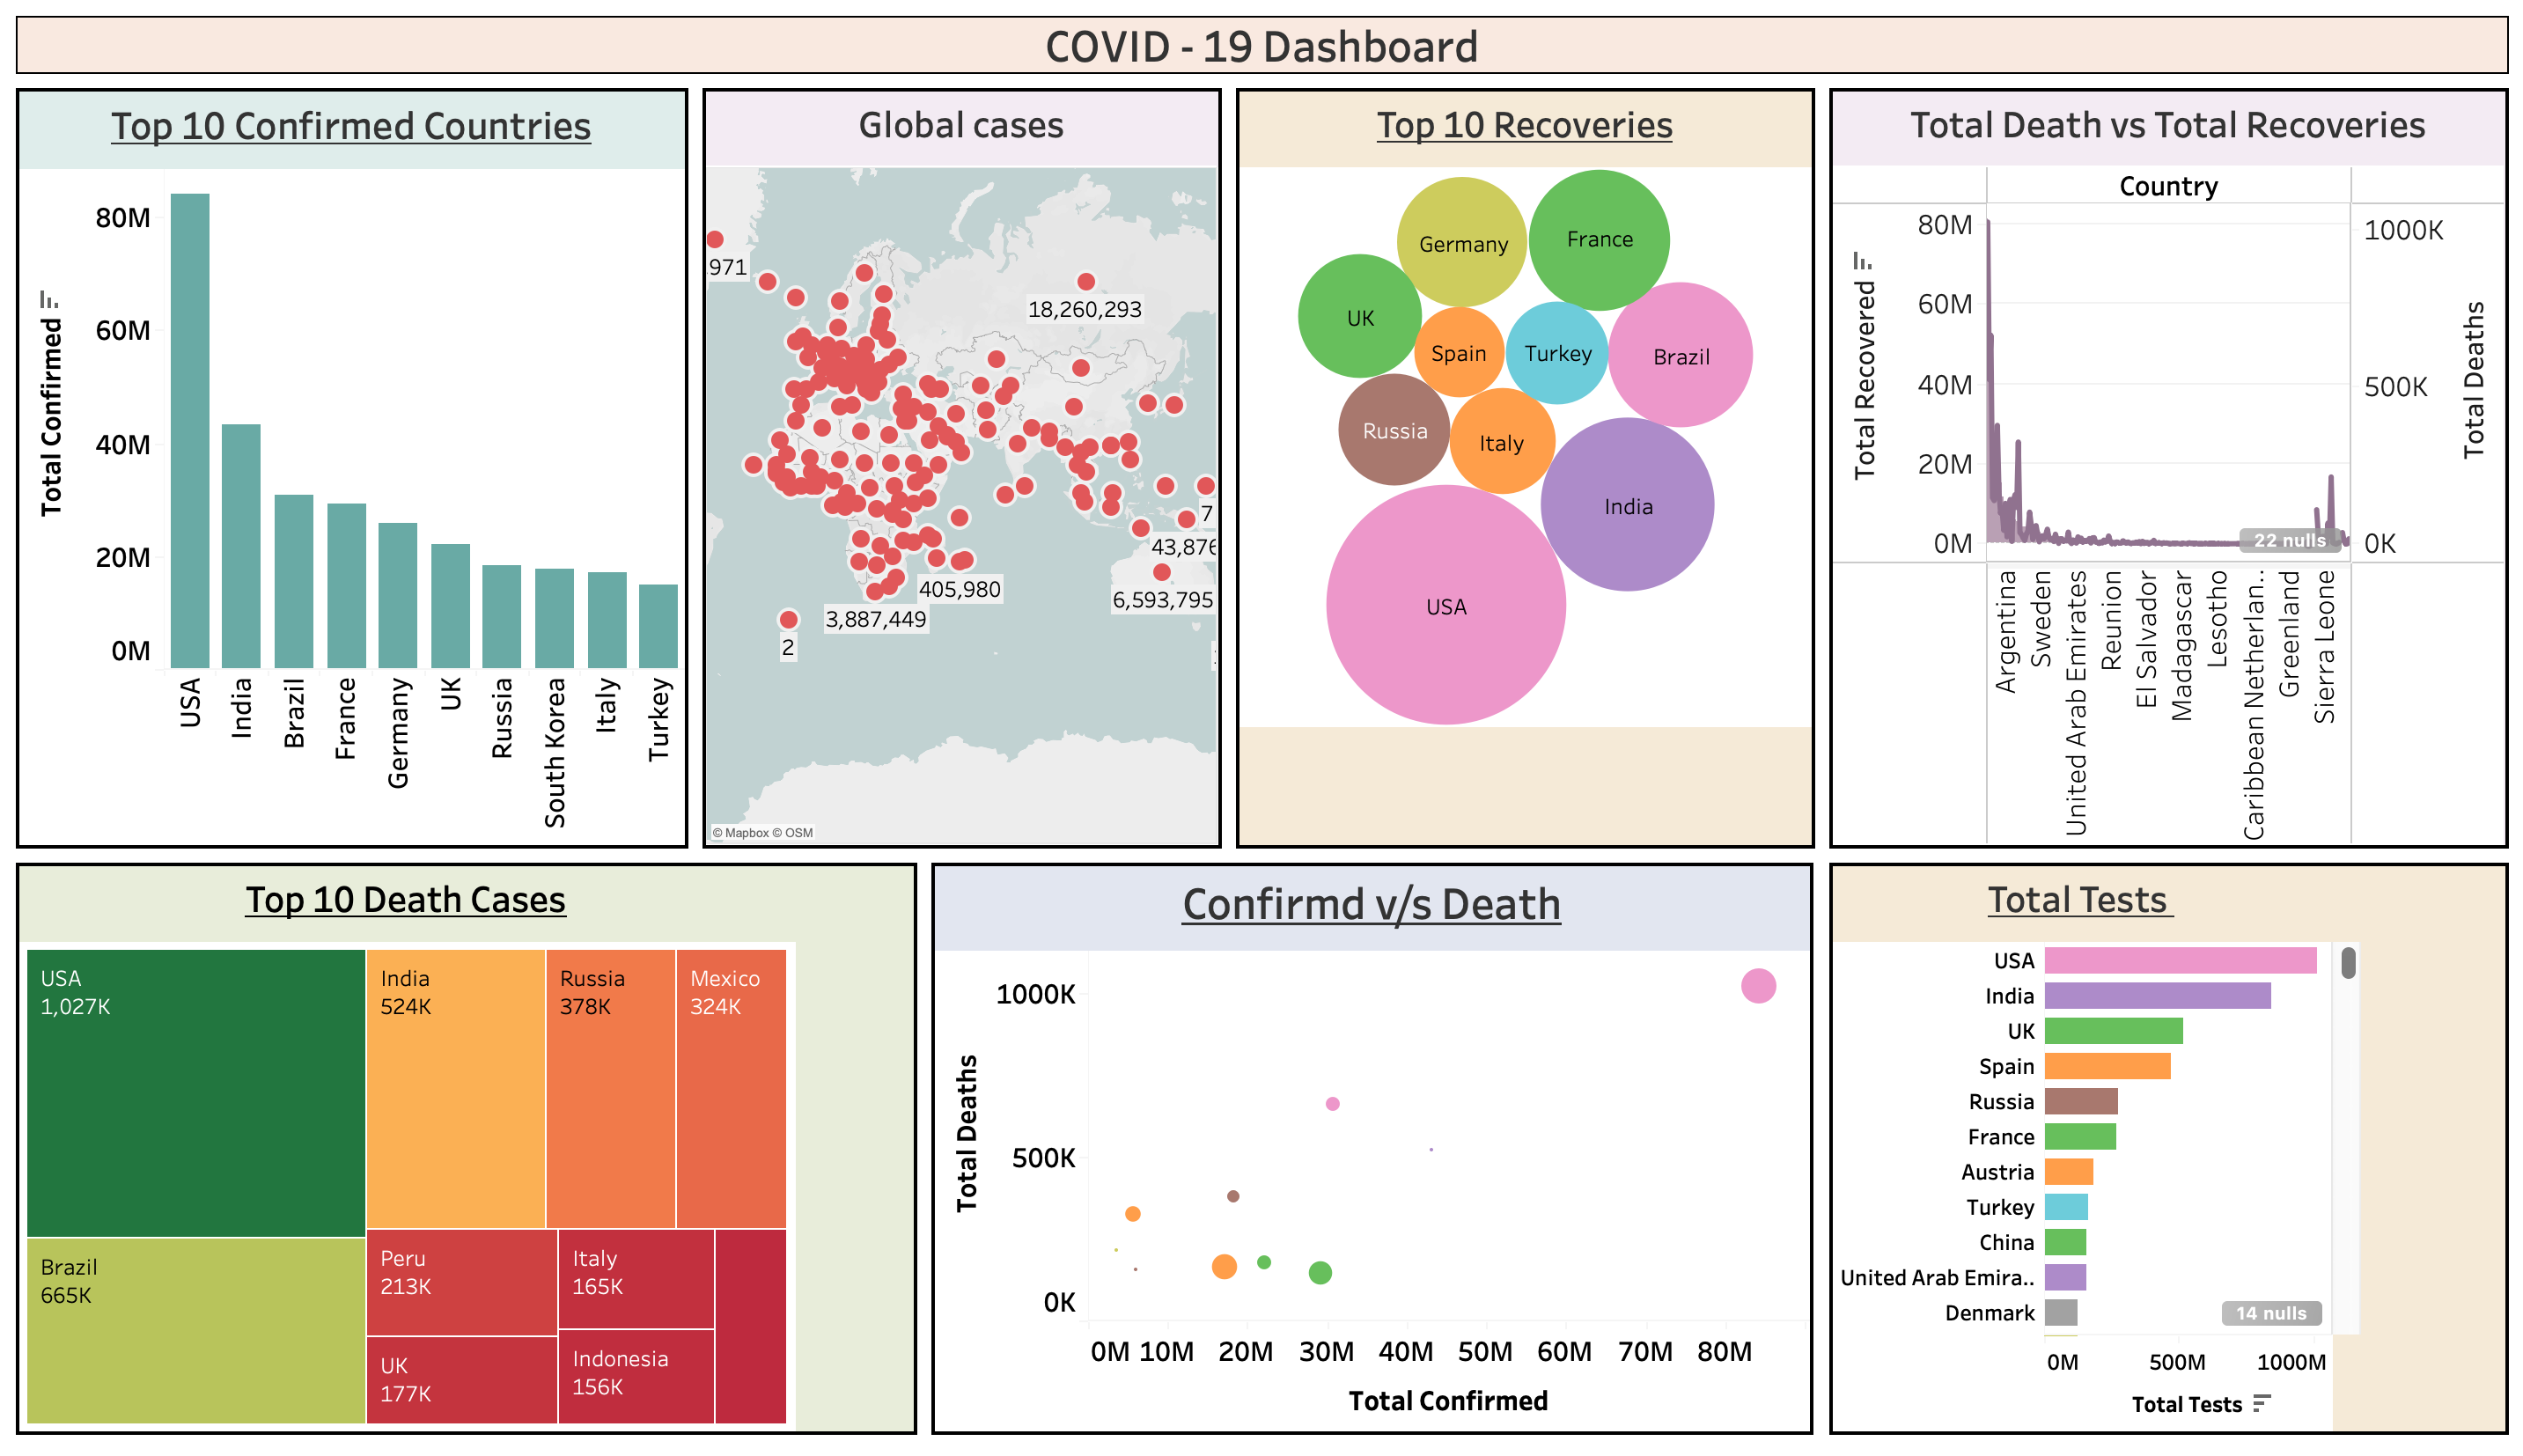 COVID - 19 Dashboard
Top 10 Confirmed Countries
Total Confirmed
80M
60M
40M
20M
0M
USA
India
Brazil
France
Germany
UK
Russia
South Korea
Italy
Turkey
Global cases
971
18,260,293
7
43,876
405,980
6,593,795
3,887,449
2
© Mapbox © OSM
Top 10 Recoveries
Germany
France
UK
Spain
Turkey
Brazil
Russia
Italy
India
USA
Total Death vs Total Recoveries
Country
Total Recovered
80M
60M
40M
20M
0M
1000K
500K
0K
Total Deaths
22 nulls
Argentina
Sweden
United Arab Emirates
Reunion
El Salvador
Madagascar
Lesotho
Caribbean Netherlan..
Greenland
Sierra Leone
Top 10 Death Cases
USA
1,027K
India
524K
Russia
378K
Mexico
324K
Brazil
665K
Peru
213K
Italy
165K
UK
177K
Indonesia
156K
Confirmd v/s Death
Total Deaths
1000K
500K
0K
0M 10M 20M 30M 40M 50M 60M 70M 80M
Total Confirmed
Total Tests
USA
India
UK
Spain
Russia
France
Austria
Turkey
China
United Arab Emira..
Denmark
14 nulls
0M 500M 1000M
Total Tests